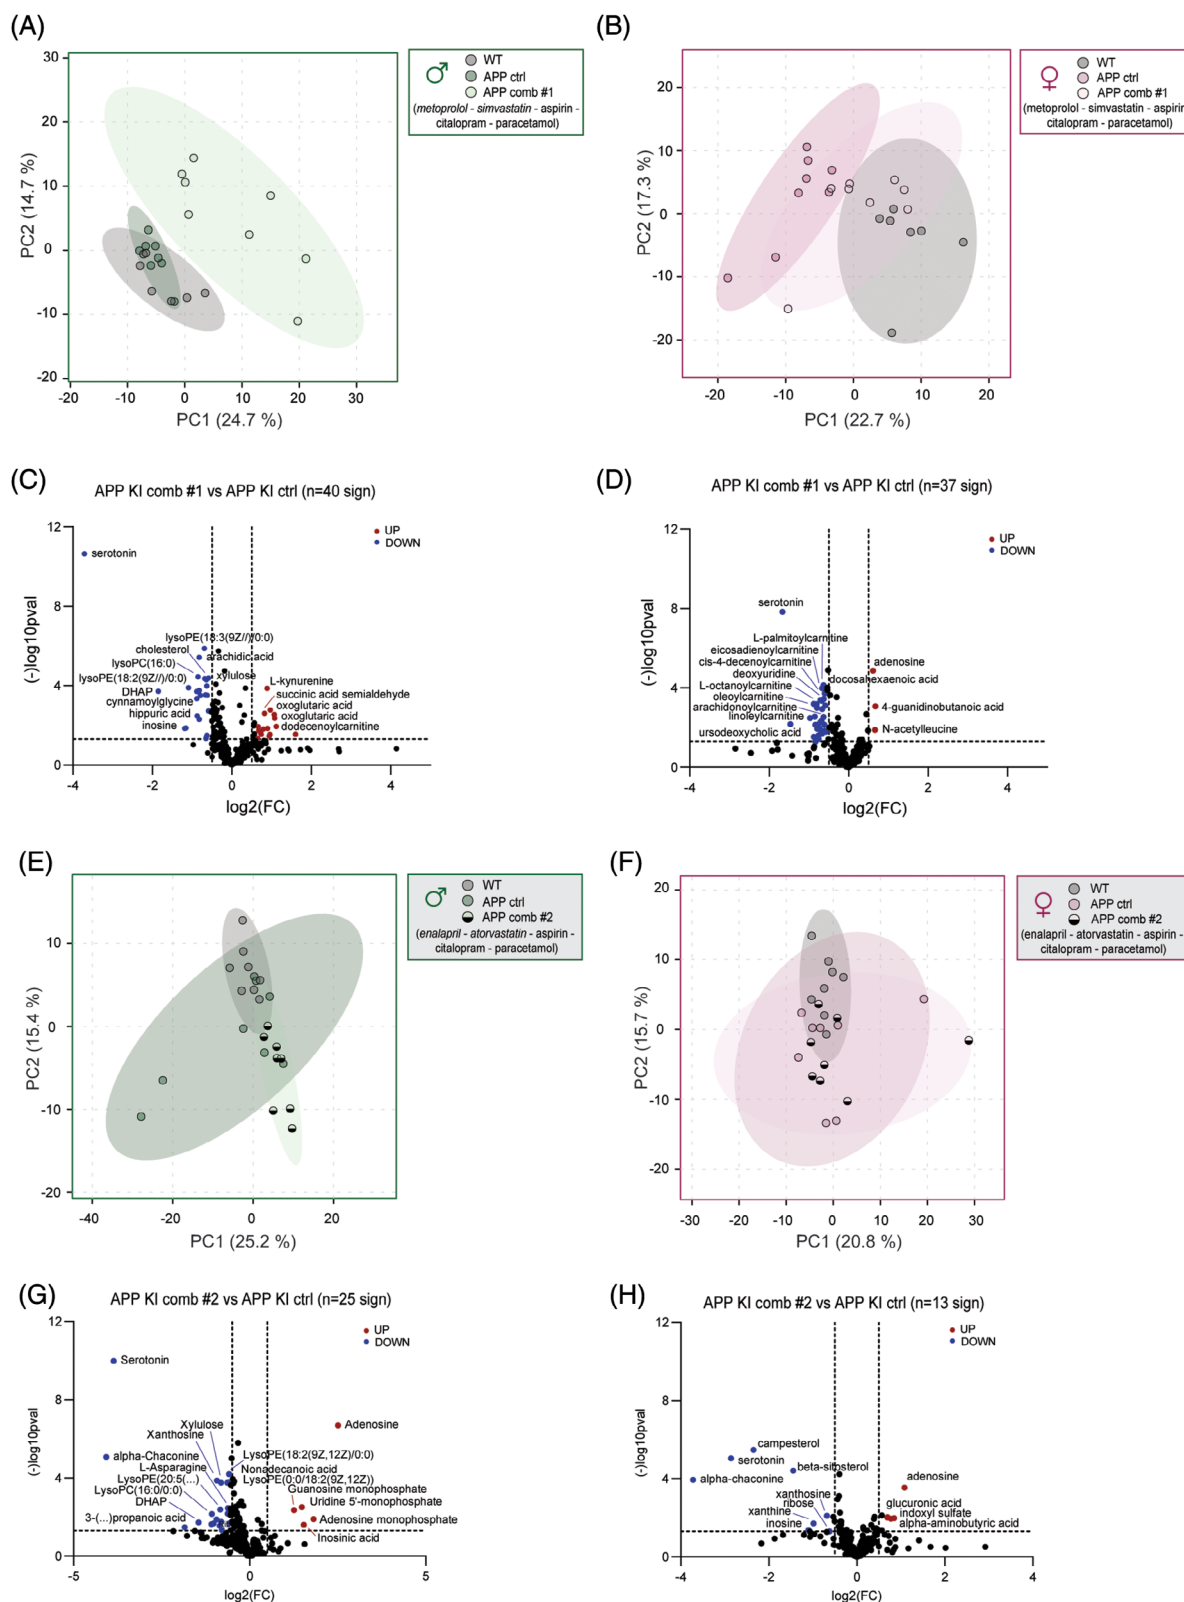 (A)
30
20
10
0
-10
-20
-20
-10
0
10
20
30
PC2 (14.7 %)
PC1 (24.7 %)
♂
WT
APP ctrl
APP comb #1
(metoprolol - simvastatin - aspirin -
citalopram - paracetamol)
(B)
20
10
0
-10
-20
-20
-10
0
10
20
PC2 (17.3 %)
PC1 (22.7 %)
♀
WT
APP ctrl
APP comb #1
(metoprolol - simvastatin - aspirin
citalopram - paracetamol)
(C)
APP KI comb #1 vs APP KI ctrl (n=40 sign)
12
8
4
0
-4
-2
0
2
4
(-)log10pval
log2(FC)
UP
DOWN
serotonin
lysoPE(18:3(9Z//)/0:0)
cholesterol
arachidic acid
lysoPC(16:0)
xylulose
lysoPE(18:2(9Z//)/0:0)
DHAP
cynnamoylglycine
hippuric acid
inosine
L-kynurenine
succinic acid semialdehyde
oxoglutaric acid
oxoglutaric acid
dodecenoylcarnitine
(D)
APP KI comb #1 vs APP KI ctrl (n=37 sign)
12
8
4
0
-4
-2
0
2
4
(-)log10pval
log2(FC)
UP
DOWN
serotonin
L-palmitoylcarnitine
eicosadienoylcarnitine
cis-4-decenoylcarnitine
deoxyuridine
docosahexaenoic acid
L-octanoylcarnitine
oleoylcarnitine
arachidonoylcarnitine
linoleylcarnitine
ursodeoxycholic acid
adenosine
4-guanidinobutanoic acid
N-acetylleucine
(E)
10
0
-10
-20
-40
-20
0
20
PC2 (15.4 %)
PC1 (25.2 %)
♂
WT
APP ctrl
APP comb #2
(enalapril - atorvastatin - aspirin -
citalopram - paracetamol)
(F)
20
10
0
-10
-20
-30
-20
-10
0
10
20
30
PC2 (15.7 %)
PC1 (20.8 %)
♀
WT
APP ctrl
APP comb #2
(enalapril - atorvastatin - aspirin -
citalopram - paracetamol)
(G)
APP KI comb #2 vs APP KI ctrl (n=25 sign)
12
8
4
0
-5
0
5
(-)log10pval
log2(FC)
UP
DOWN
Serotonin
Xylulose
Xanthosine
alpha-Chaconine
L-Asparagine
LysoPE(20:5(...)
LysoPC(16:0/0:0)
DHAP
3-(...)propanoic acid
Adenosine
LysoPE(18:2(9Z,12Z)/0:0)
Nonadecanoic acid
LysoPE(0:0/18:2(9Z,12Z))
Guanosine monophosphate
Uridine 5'-monophosphate
Adenosine monophosphate
Inosinic acid
(H)
APP KI comb #2 vs APP KI ctrl (n=13 sign)
12
8
4
0
-4
-2
0
2
4
(-)log10pval
log2(FC)
UP
DOWN
campesterol
serotonin
beta-sitosterol
alpha-chaconine
xanthosine
ribose
xanthine
inosine
adenosine
glucuronic acid
indoxyl sulfate
alpha-aminobutyric acid